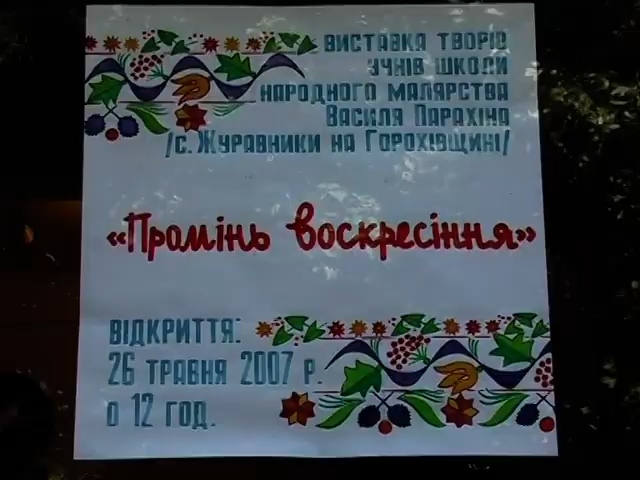 Виставка творів
учнів школи
народного малярства
Василя Парахіна
/с. Журавники на Горохівщині/
«Промінь воскресіння»
Відкриття:
26 травня 2007 р.
о 12 год.